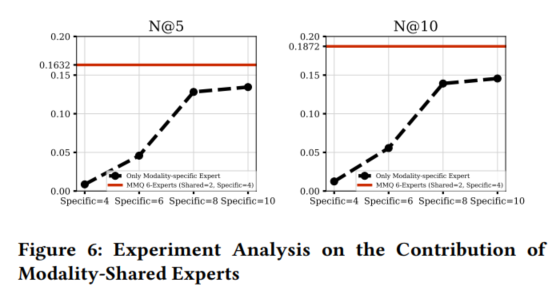 N@5
0.20
0.1632
0.15
0.10
0.05
0.00
Only Modality-specific Expert
MMQ 6-Experts (Shared=2, Specific=4)
Specific=4 Specific=6 Specific=8 Specific=10
N@10
0.20
0.1872
0.15
0.10
0.05
0.00
Only Modality-specific Expert
MMQ 6-Experts (Shared=2, Specific=4)
Specific=4 Specific=6 Specific=8 Specific=10
Figure 6: Experiment Analysis on the Contribution of
Modality-Shared Experts